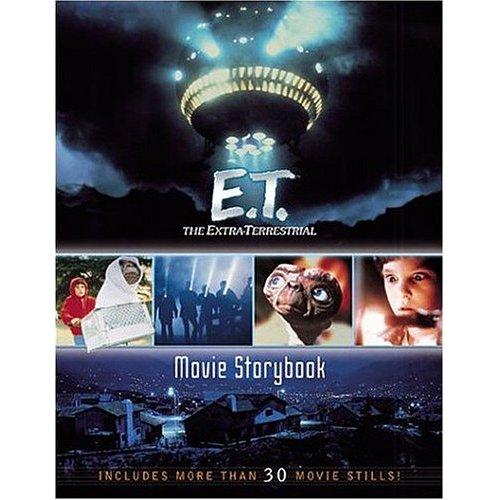 E.T.
THE EXTRA-TERRESTRIAL
Movie Storybook
INCLUDES MORE THAN 30 MOVIE STILLS!